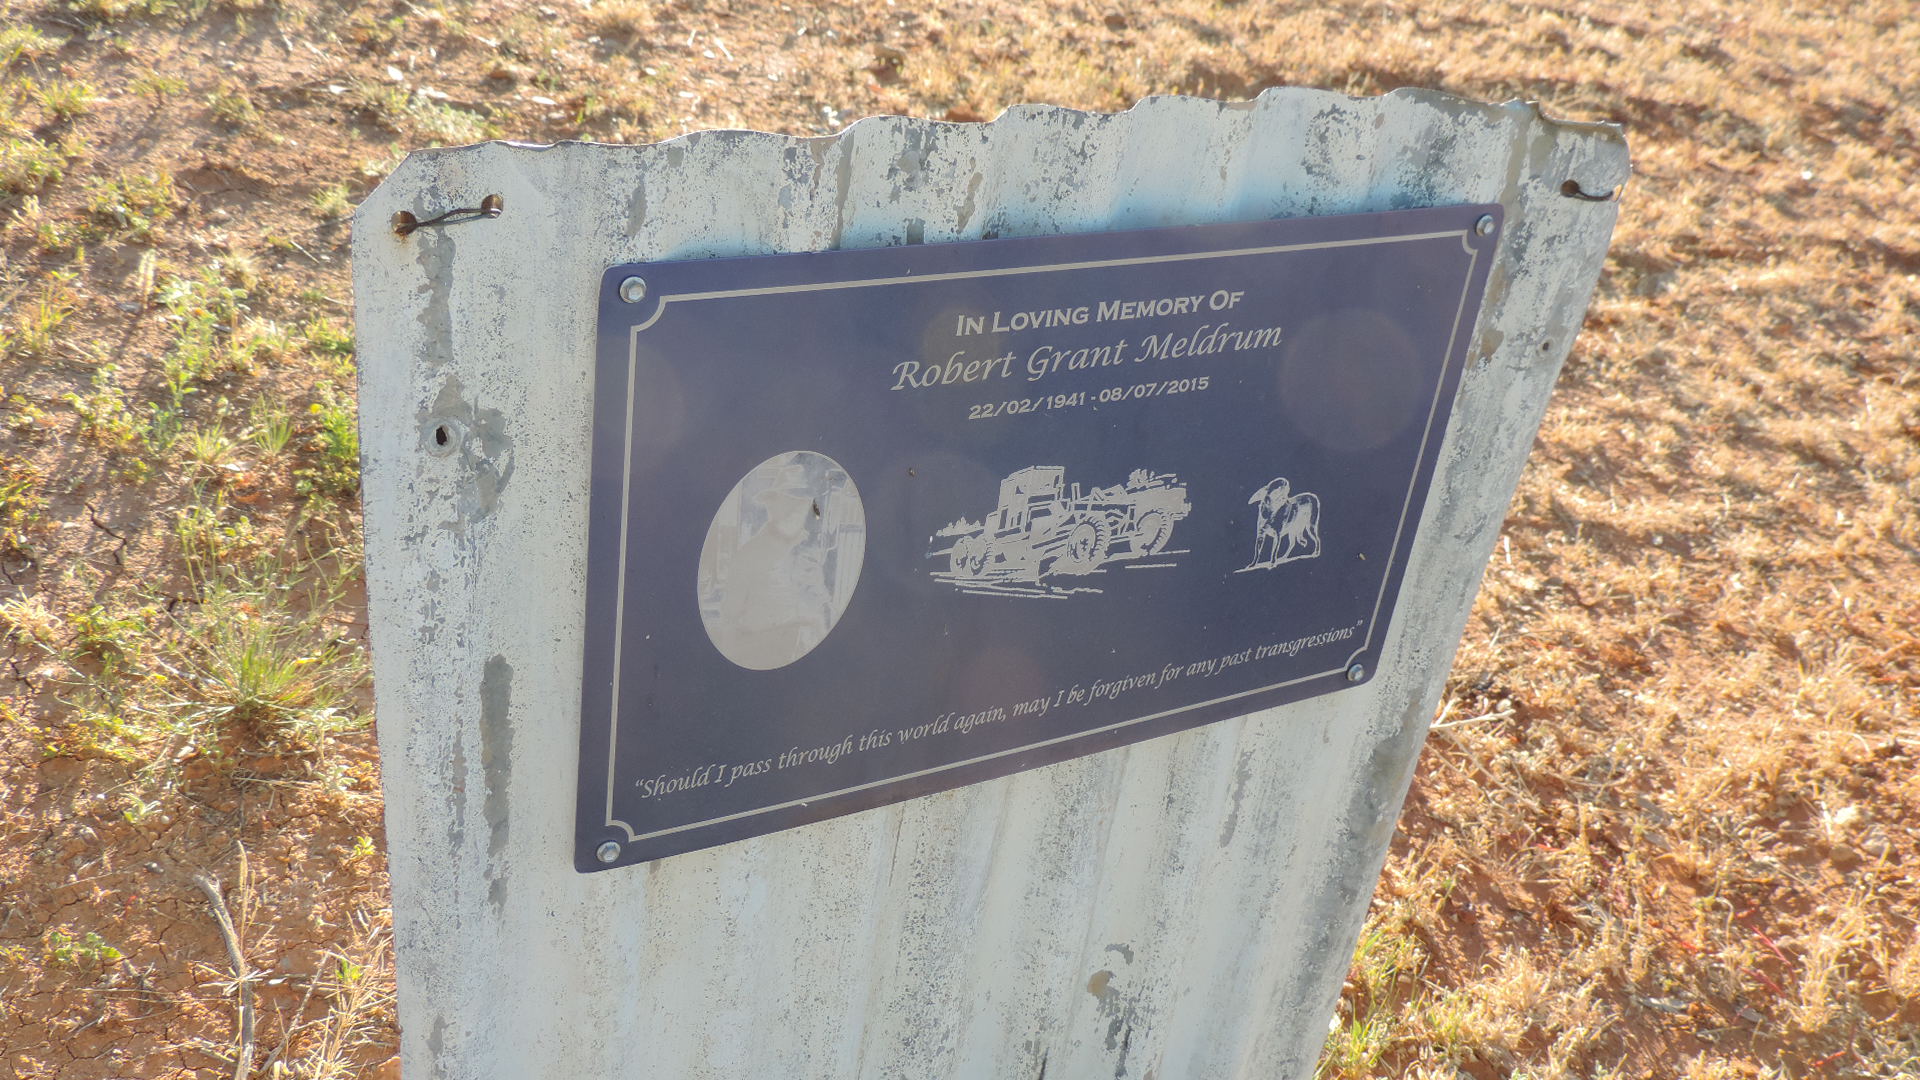 In Loving Memory Of
Robert Grant Meldrum
22/02/1941 - 08/07/2015
"Should I pass through this world again, may I be forgiven for any past transgressions"